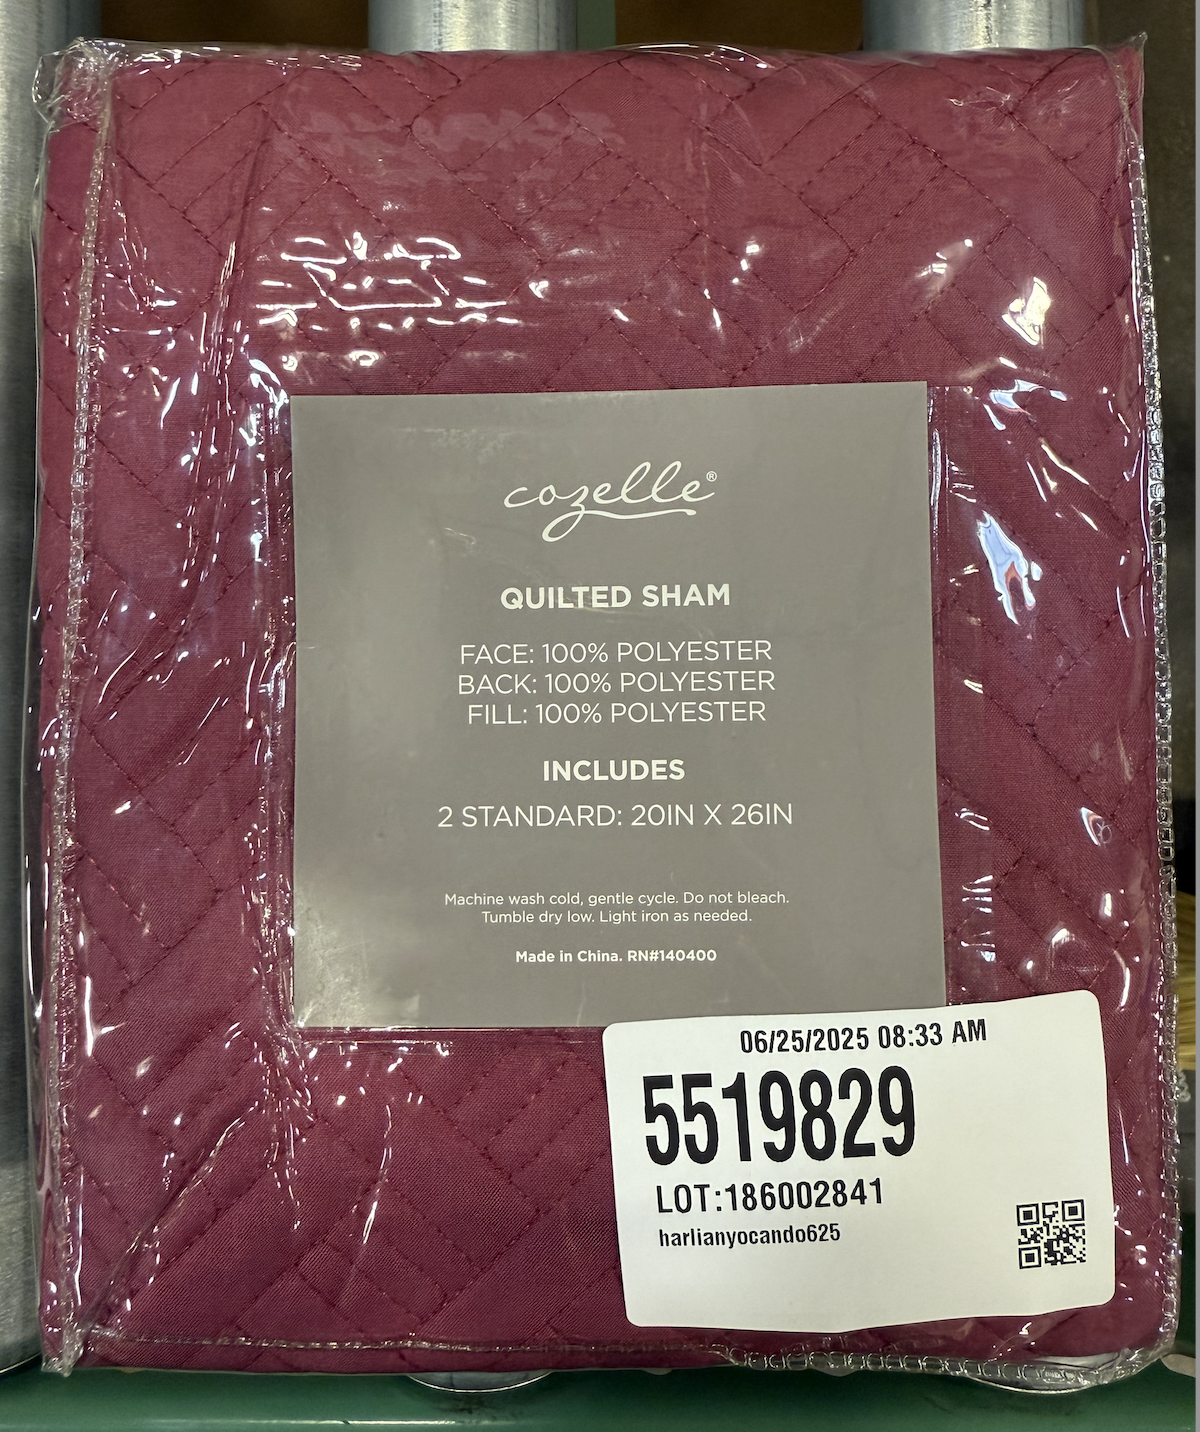 cozelle®
QUILTED SHAM
FACE: 100% POLYESTER
BACK: 100% POLYESTER
FILL: 100% POLYESTER
INCLUDES
2 STANDARD: 20IN X 26IN
Machine wash cold, gentle cycle. Do not bleach.
Tumble dry low. Light iron as needed.
Made in China. RN#140400
06/25/2025 08:33 AM
5519829
LOT:186002841
harlianyocando625